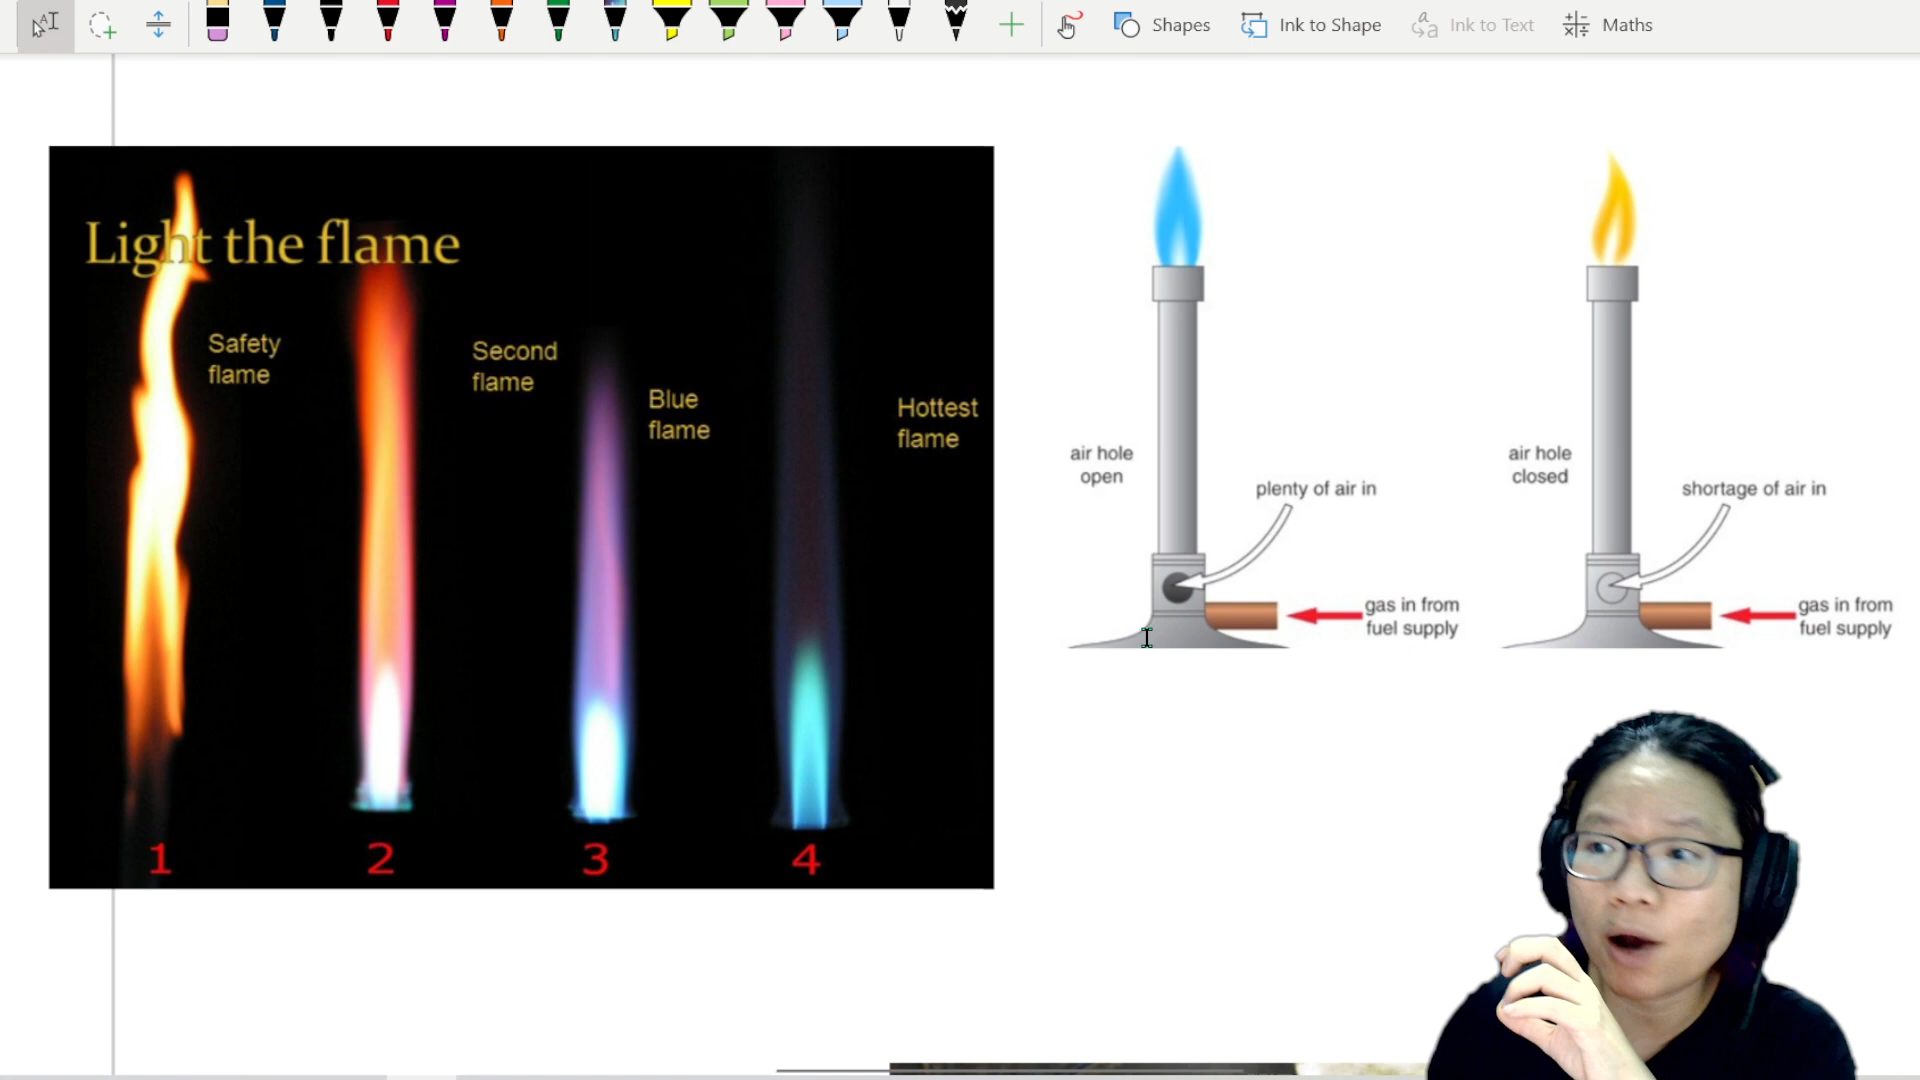 Shapes
Ink to Shape
Ink to Text
Maths
Light the flame
Safety
flame
Second
flame
Blue
flame
Hottest
flame
1
2
3
4
air hole
open
plenty of air in
gas in from
fuel supply
air hole
closed
shortage of air in
gas in from
fuel supply